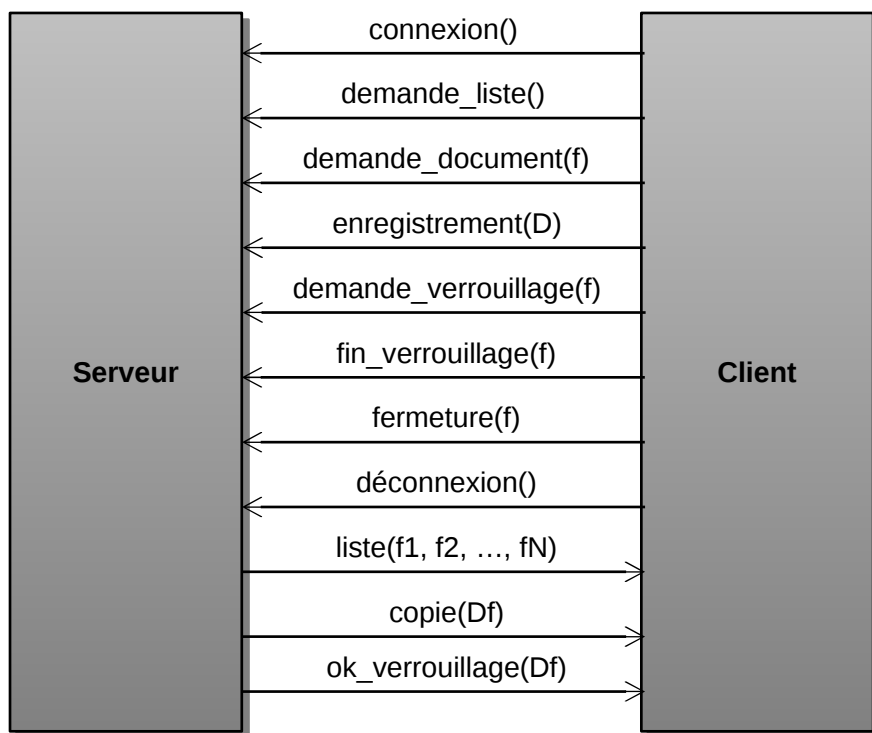 connexion()
demande_liste()
demande_document(f)
enregistrement(D)
demande_verrouillage(f)
fin_verrouillage(f)
Serveur
Client
fermeture(f)
déconnexion()
liste(f1, f2, …, fN)
copie(Df)
ok_verrouillage(Df)